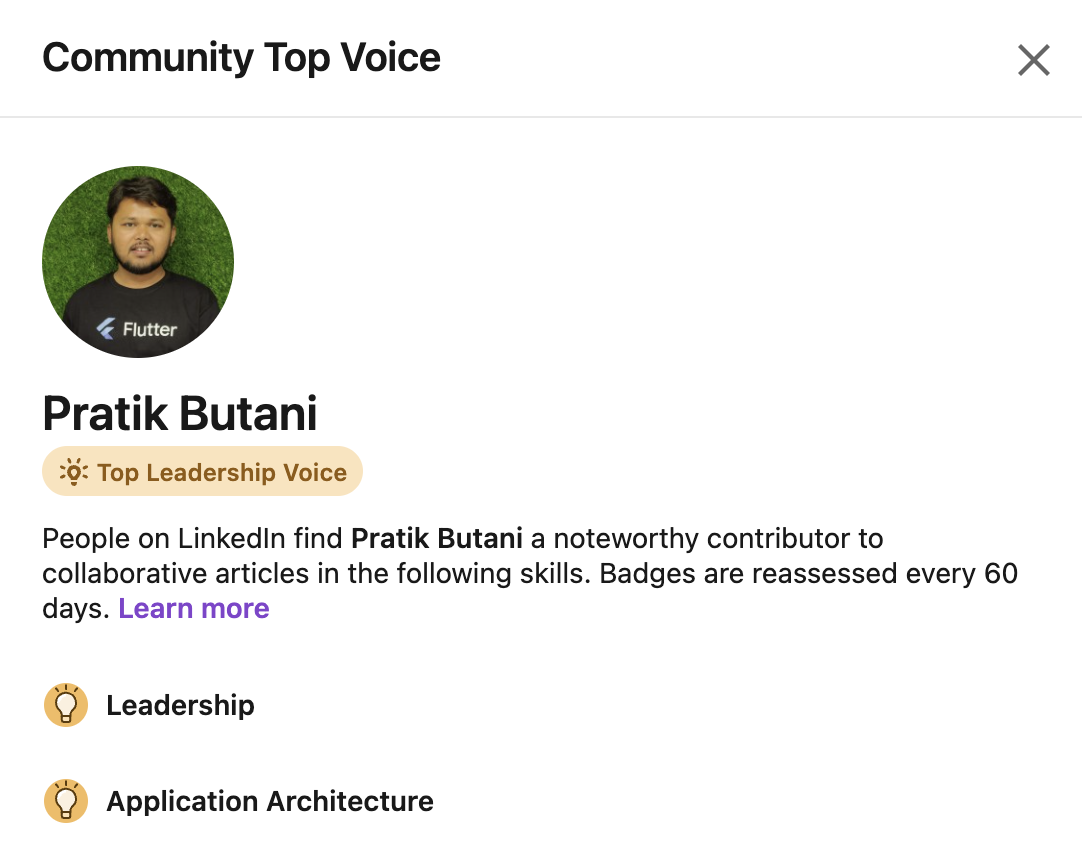 Community Top Voice
Flutter
Pratik Butani
Top Leadership Voice
People on LinkedIn find Pratik Butani a noteworthy contributor to
collaborative articles in the following skills. Badges are reassessed every 60
days. Learn more
Leadership
Application Architecture